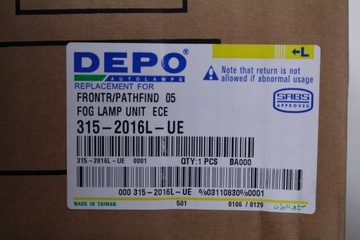 DEPO
AUTOLAMPS
←L
Note that return is not
allowed if abnormal usage
REPLACEMENT FOR
FRONTR/PATHFIND 05
FOG LAMP UNIT ECE
315-2016L-UE
SABS
APPROVED
315-2016L-UE 0001 QTY:1 PCS BA000
000 315-2016L-UE %03110830%0001
MADE IN TAIWAN 501 0106 / 0120